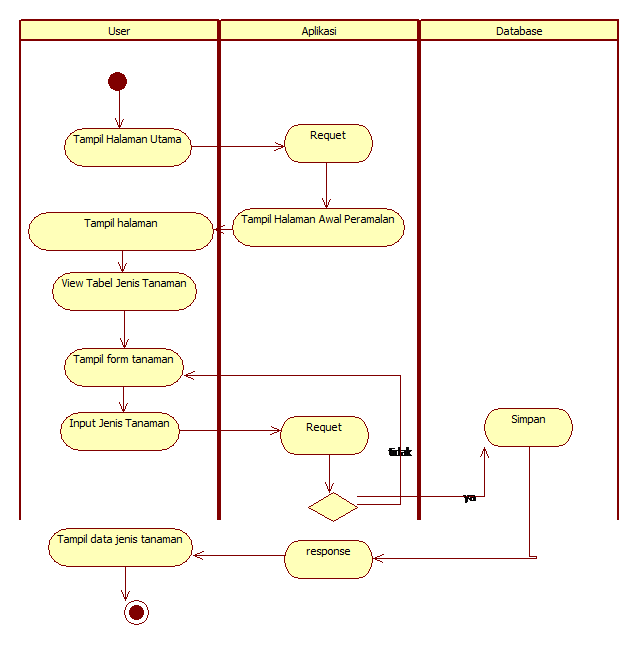 User
Aplikasi
Database
Tampil Halaman Utama
Requet
Tampil Halaman Awal Peramalan
Tampil halaman
View Tabel Jenis Tanaman
Tampil form tanaman
Input Jenis Tanaman
Requet
Simpan
tidak
ya
Tampil data jenis tanaman
response